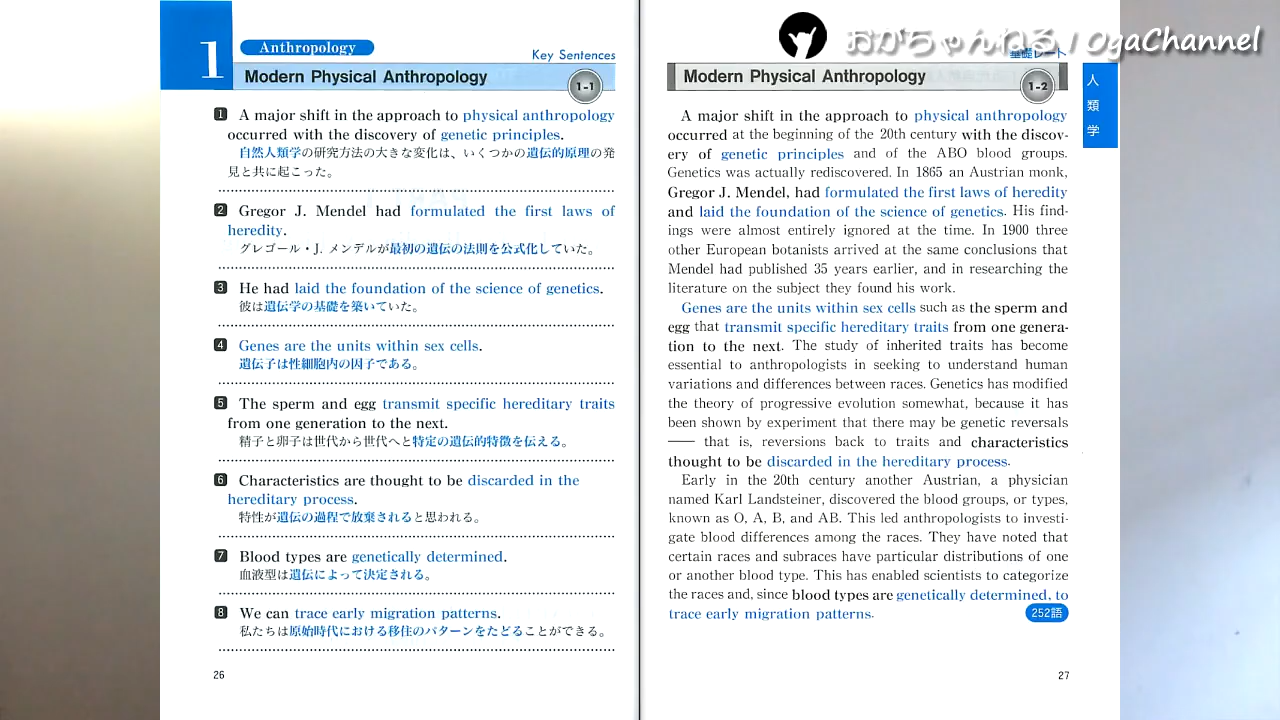 おがちゃんねる / OgaChannel
1
Anthropology
Key Sentences
Modern Physical Anthropology
1-1
1 A major shift in the approach to physical anthropology
occurred with the discovery of genetic principles.
自然人類学の研究方法の大きな変化は、いくつかの遺伝的原理の発
見と共に起こった。
2 Gregor J. Mendel had formulated the first laws of
heredity.
グレゴール・J. メンデルが最初の遺伝の法則を公式化していた。
3 He had laid the foundation of the science of genetics.
彼は遺伝学の基礎を築いていた。
4 Genes are the units within sex cells.
遺伝子は性細胞内の因子である。
5 The sperm and egg transmit specific hereditary traits
from one generation to the next.
精子と卵子は世代から世代へと特定の遺伝的特徴を伝える。
6 Characteristics are thought to be discarded in the
hereditary process.
特性が遺伝の過程で放棄されると思われる。
7 Blood types are genetically determined.
血液型は遺伝によって決定される。
8 We can trace early migration patterns.
私たちは原始時代における移住のパターンをたどることができる。
26
基礎レート
Modern Physical Anthropology
1-2
人類学
A major shift in the approach to physical anthropology
occurred at the beginning of the 20th century with the discov-
ery of genetic principles and of the ABO blood groups.
Genetics was actually rediscovered. In 1865 an Austrian monk,
Gregor J. Mendel, had formulated the first laws of heredity
and laid the foundation of the science of genetics. His find-
ings were almost entirely ignored at the time. In 1900 three
other European botanists arrived at the same conclusions that
Mendel had published 35 years earlier, and in researching the
literature on the subject they found his work.
Genes are the units within sex cells such as the sperm and
egg that transmit specific hereditary traits from one genera-
tion to the next. The study of inherited traits has become
essential to anthropologists in seeking to understand human
variations and differences between races. Genetics has modified
the theory of progressive evolution somewhat, because it has
been shown by experiment that there may be genetic reversals
—— that is, reversions back to traits and characteristics
thought to be discarded in the hereditary process.
Early in the 20th century another Austrian, a physician
named Karl Landsteiner, discovered the blood groups, or types,
known as O, A, B, and AB. This led anthropologists to investi-
gate blood differences among the races. They have noted that
certain races and subraces have particular distributions of one
or another blood type. This has enabled scientists to categorize
the races and, since blood types are genetically determined, to
trace early migration patterns.
252語
27